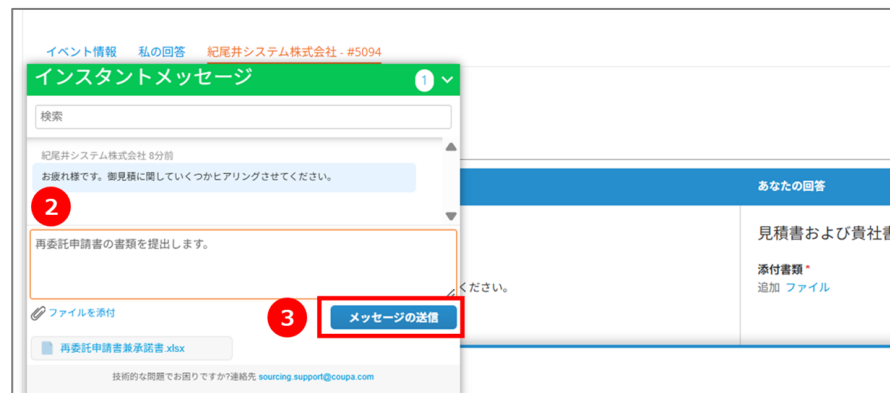 イベント情報 私の回答 紀尾井システム株式会社 - #5094
インスタントメッセージ 1
検索
紀尾井システム株式会社 8分前
お疲れ様です。御見積に関していくつかヒアリングさせてください。
あなたの回答
2
再委託申請書の書類を提出します。
見積書および貴社書
ください。
添付書類 *
追加 ファイル
ファイルを添付
3
メッセージの送信
再委託申請書兼承諾書.xlsx
技術的な問題でお困りですか?連絡先 sourcing.support@coupa.com